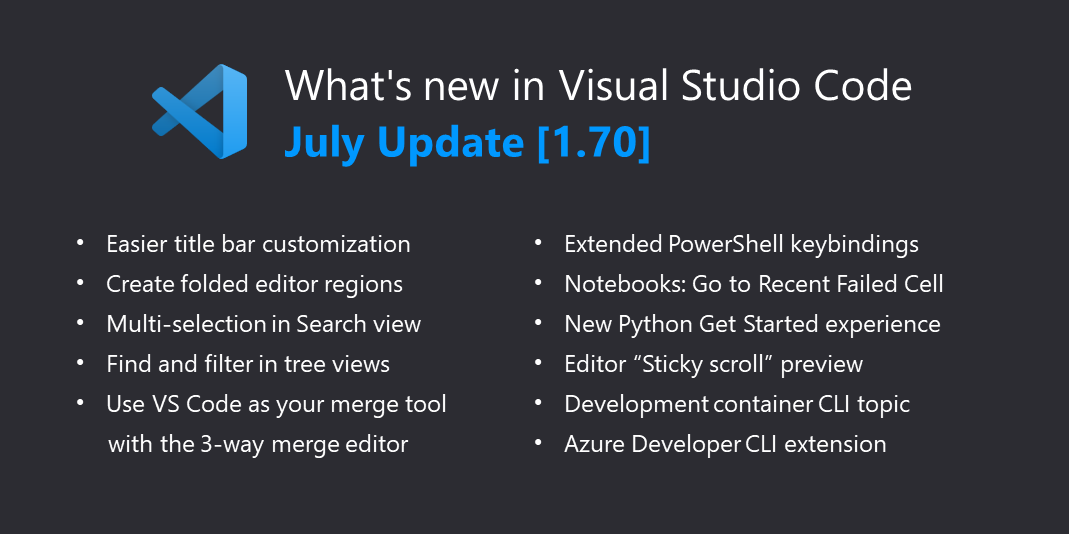 What's new in Visual Studio Code
July Update [1.70]
• Easier title bar customization
• Create folded editor regions
• Multi-selection in Search view
• Find and filter in tree views
• Use VS Code as your merge tool
with the 3-way merge editor
• Extended PowerShell keybindings
• Notebooks: Go to Recent Failed Cell
• New Python Get Started experience
• Editor “Sticky scroll” preview
• Development container CLI topic
• Azure Developer CLI extension